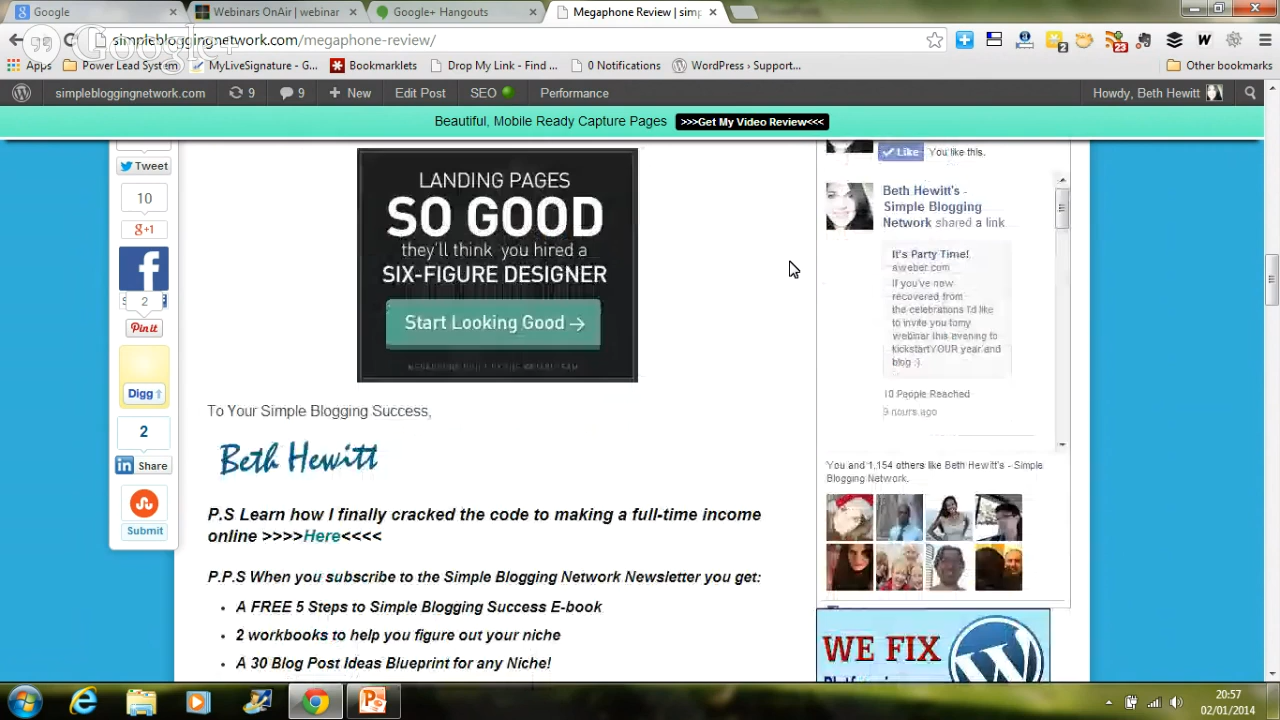 Google
Webinars OnAir | webinar
Google+ Hangouts
Megaphone Review | simp
simplebloggingnetwork.com/megaphone-review/
Google+
2
23
Apps
Power Lead System
MyLiveSignature - G...
Bookmarklets
Drop My Link - Find ...
0 Notifications
WordPress › Support...
Other bookmarks
simplebloggingnetwork.com
9
9
+ New
Edit Post
SEO
Performance
Howdy, Beth Hewitt
Beautiful, Mobile Ready Capture Pages
>>>Get My Video Review<<<
Tweet
10
g+1
2
Pin it
Digg
2
in Share
Submit
LANDING PAGES
SO GOOD
they'll think you hired a
SIX-FIGURE DESIGNER
Start Looking Good →
To Your Simple Blogging Success,
Beth Hewitt
P.S Learn how I finally cracked the code to making a full-time income
online >>>>Here<<<<
P.P.S When you subscribe to the Simple Blogging Network Newsletter you get:
• A FREE 5 Steps to Simple Blogging Success E-book
• 2 workbooks to help you figure out your niche
• A 30 Blog Post Ideas Blueprint for any Niche!
Like
You like this.
Beth Hewitt's -
Simple Blogging
Network shared a link
It's Party Time!
aweber.com
If you've now
recovered from
the celebrations I'd like
to invite you tomy
webinar this evening to
kickstartYOUR year and
blog :)
10 People Reached
9 hours ago
You and 1,154 others like Beth Hewitt's - Simple
Blogging Network.
WE FIX
20:57
02/01/2014